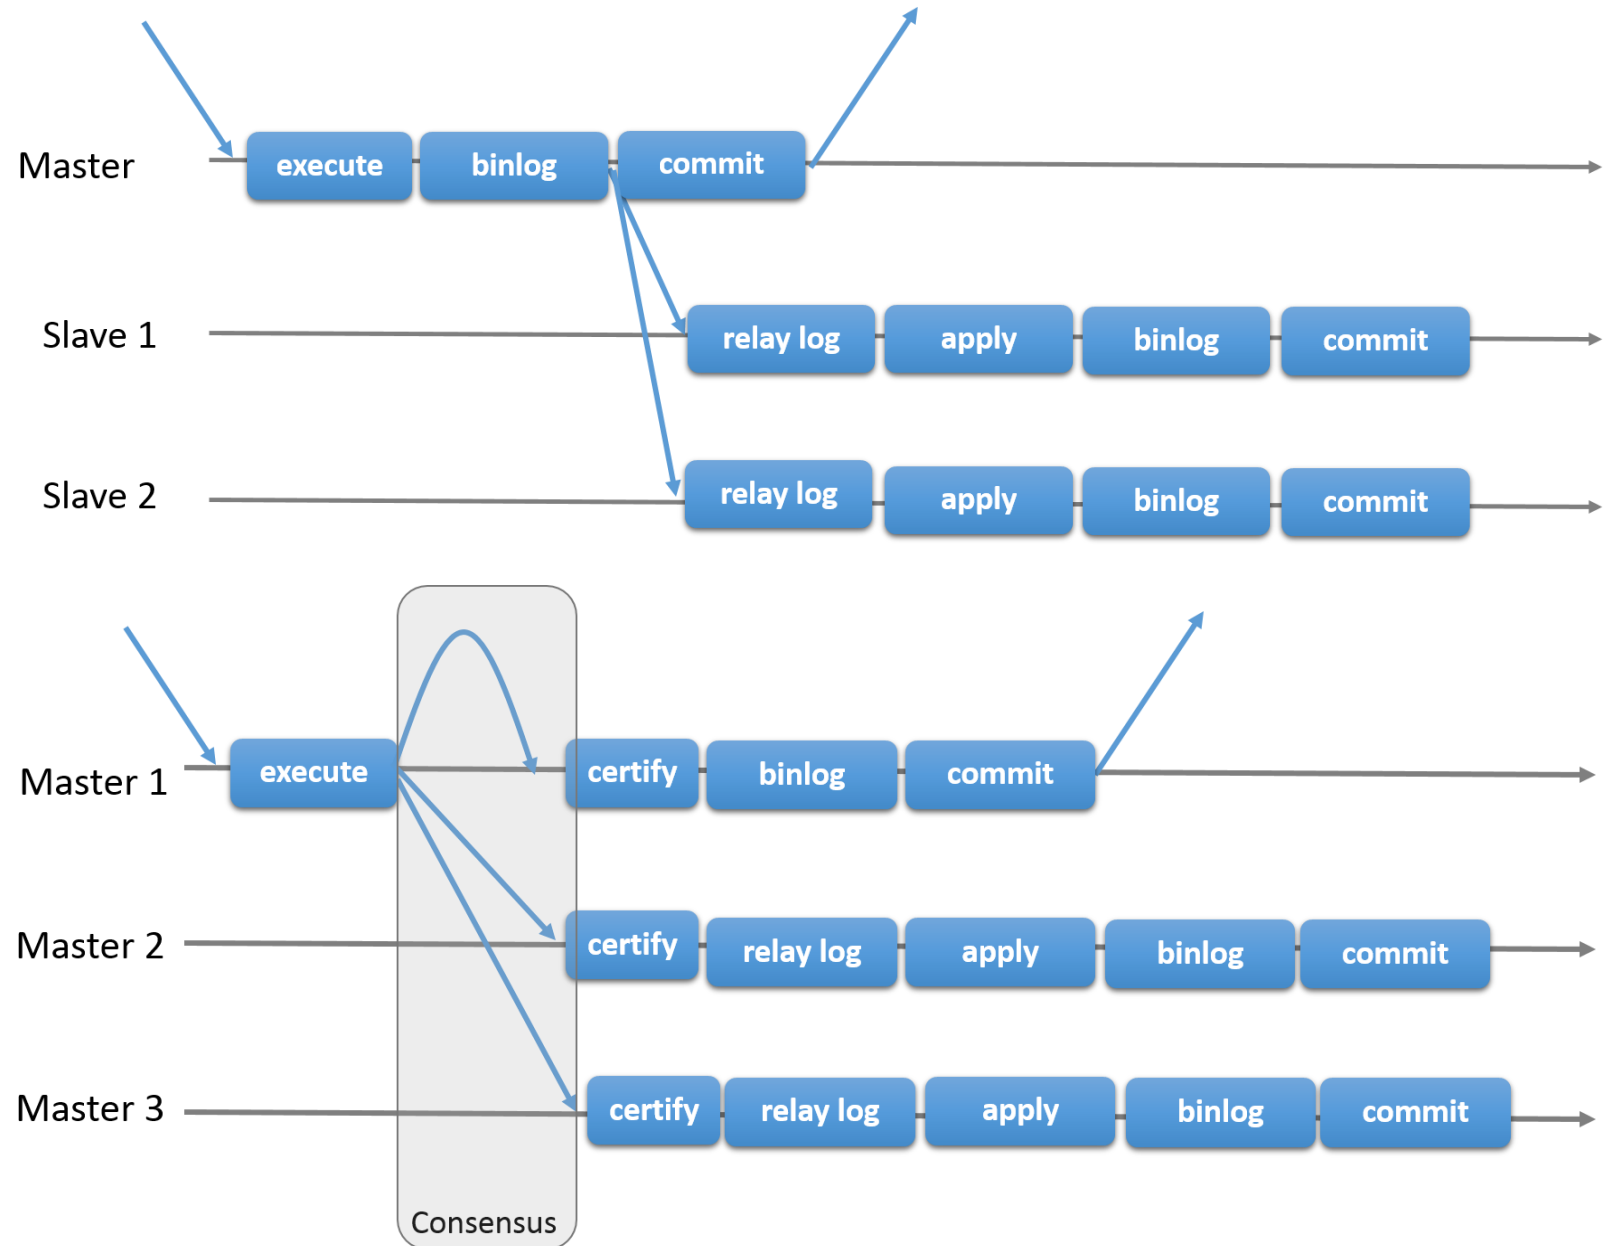 Master
execute
binlog
commit
Slave 1
relay log
apply
binlog
commit
Slave 2
relay log
apply
binlog
commit
Master 1
execute
certify
binlog
commit
Master 2
certify
relay log
apply
binlog
commit
Master 3
certify
relay log
apply
binlog
commit
Consensus